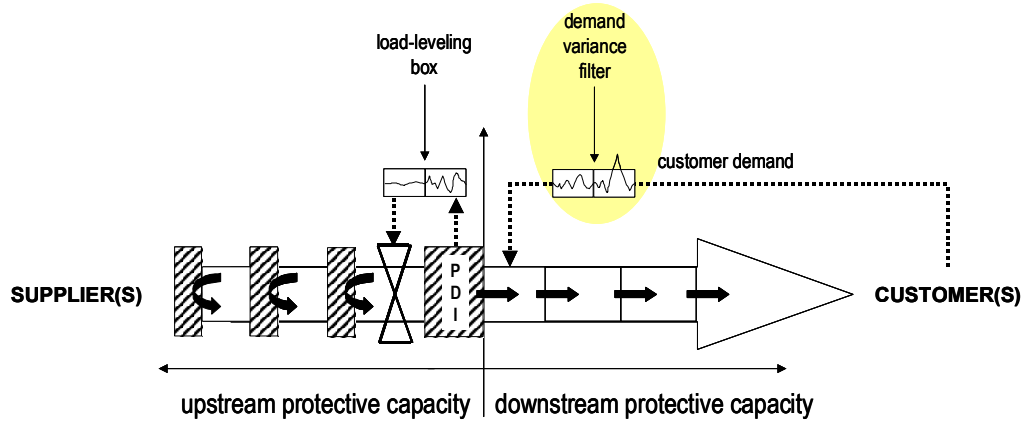 demand
variance
filter
load-leveling
box
customer demand
P
D
I
SUPPLIER(S)
CUSTOMER(S)
upstream protective capacity
downstream protective capacity